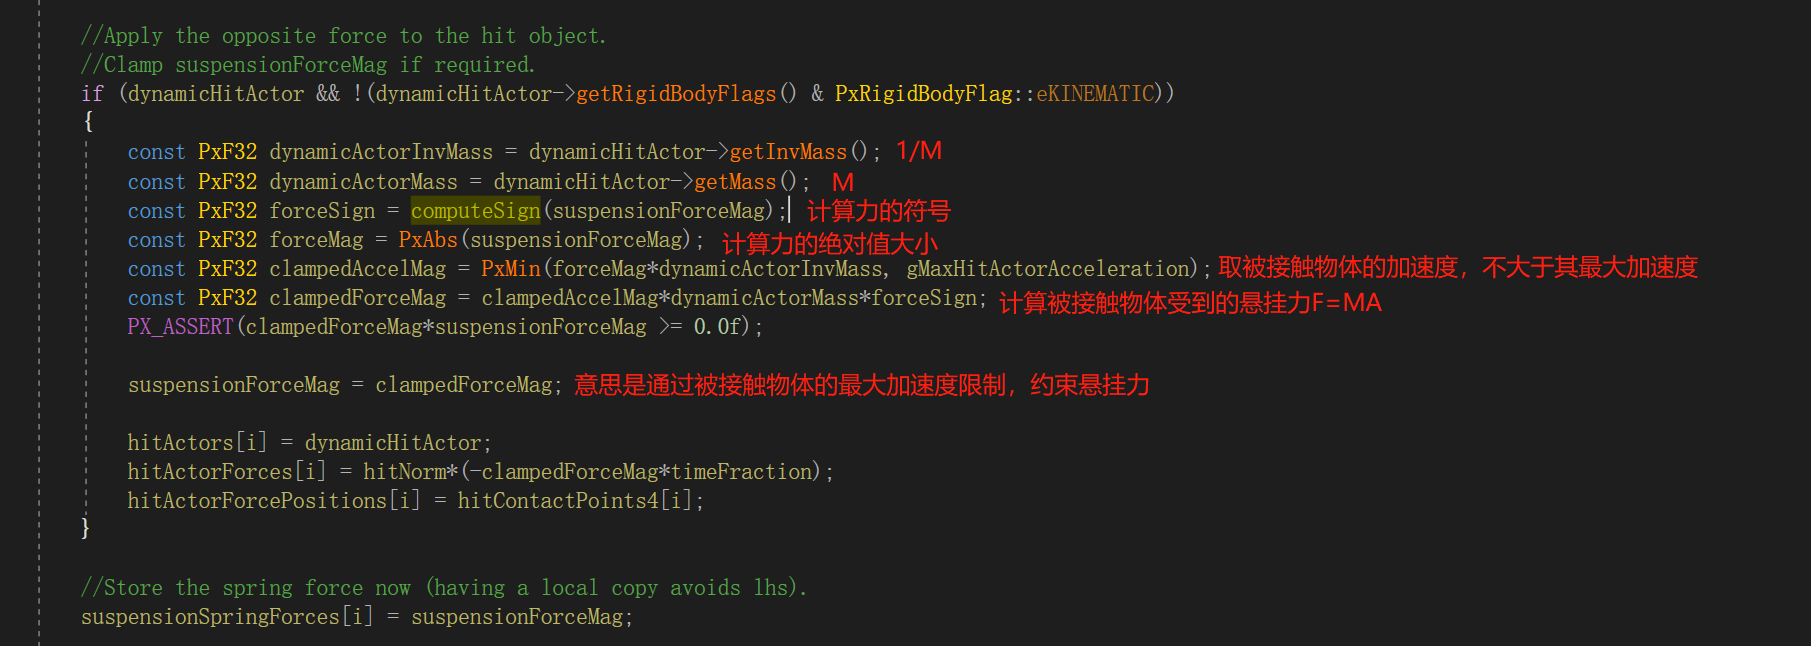 //Apply the opposite force to the hit object.
//Clamp suspensionForceMag if required.
if (dynamicHitActor && !(dynamicHitActor->getRigidBodyFlags() & PxRigidBodyFlag::eKINEMATIC))
{
const PxF32 dynamicActorInvMass = dynamicHitActor->getInvMass(); 1/M
const PxF32 dynamicActorMass = dynamicHitActor->getMass(); M
const PxF32 forceSign = computeSign(suspensionForceMag); 计算力的符号
const PxF32 forceMag = PxAbs(suspensionForceMag); 计算力的绝对值大小
const PxF32 clampedAccelMag = PxMin(forceMag*dynamicActorInvMass, gMaxHitActorAcceleration); 取被接触物体的加速度，不大于其最大加速度
const PxF32 clampedForceMag = clampedAccelMag*dynamicActorMass*forceSign; 计算被接触物体受到的悬挂力F=MA
PX_ASSERT(clampedForceMag*suspensionForceMag >= 0.0f);
suspensionForceMag = clampedForceMag; 意思是通过被接触物体的最大加速度限制，约束悬挂力
hitActors[i] = dynamicHitActor;
hitActorForces[i] = hitNorm*(-clampedForceMag*timeFraction);
hitActorForcePositions[i] = hitContactPoints4[i];
}
//Store the spring force now (having a local copy avoids lhs).
suspensionSpringForces[i] = suspensionForceMag;